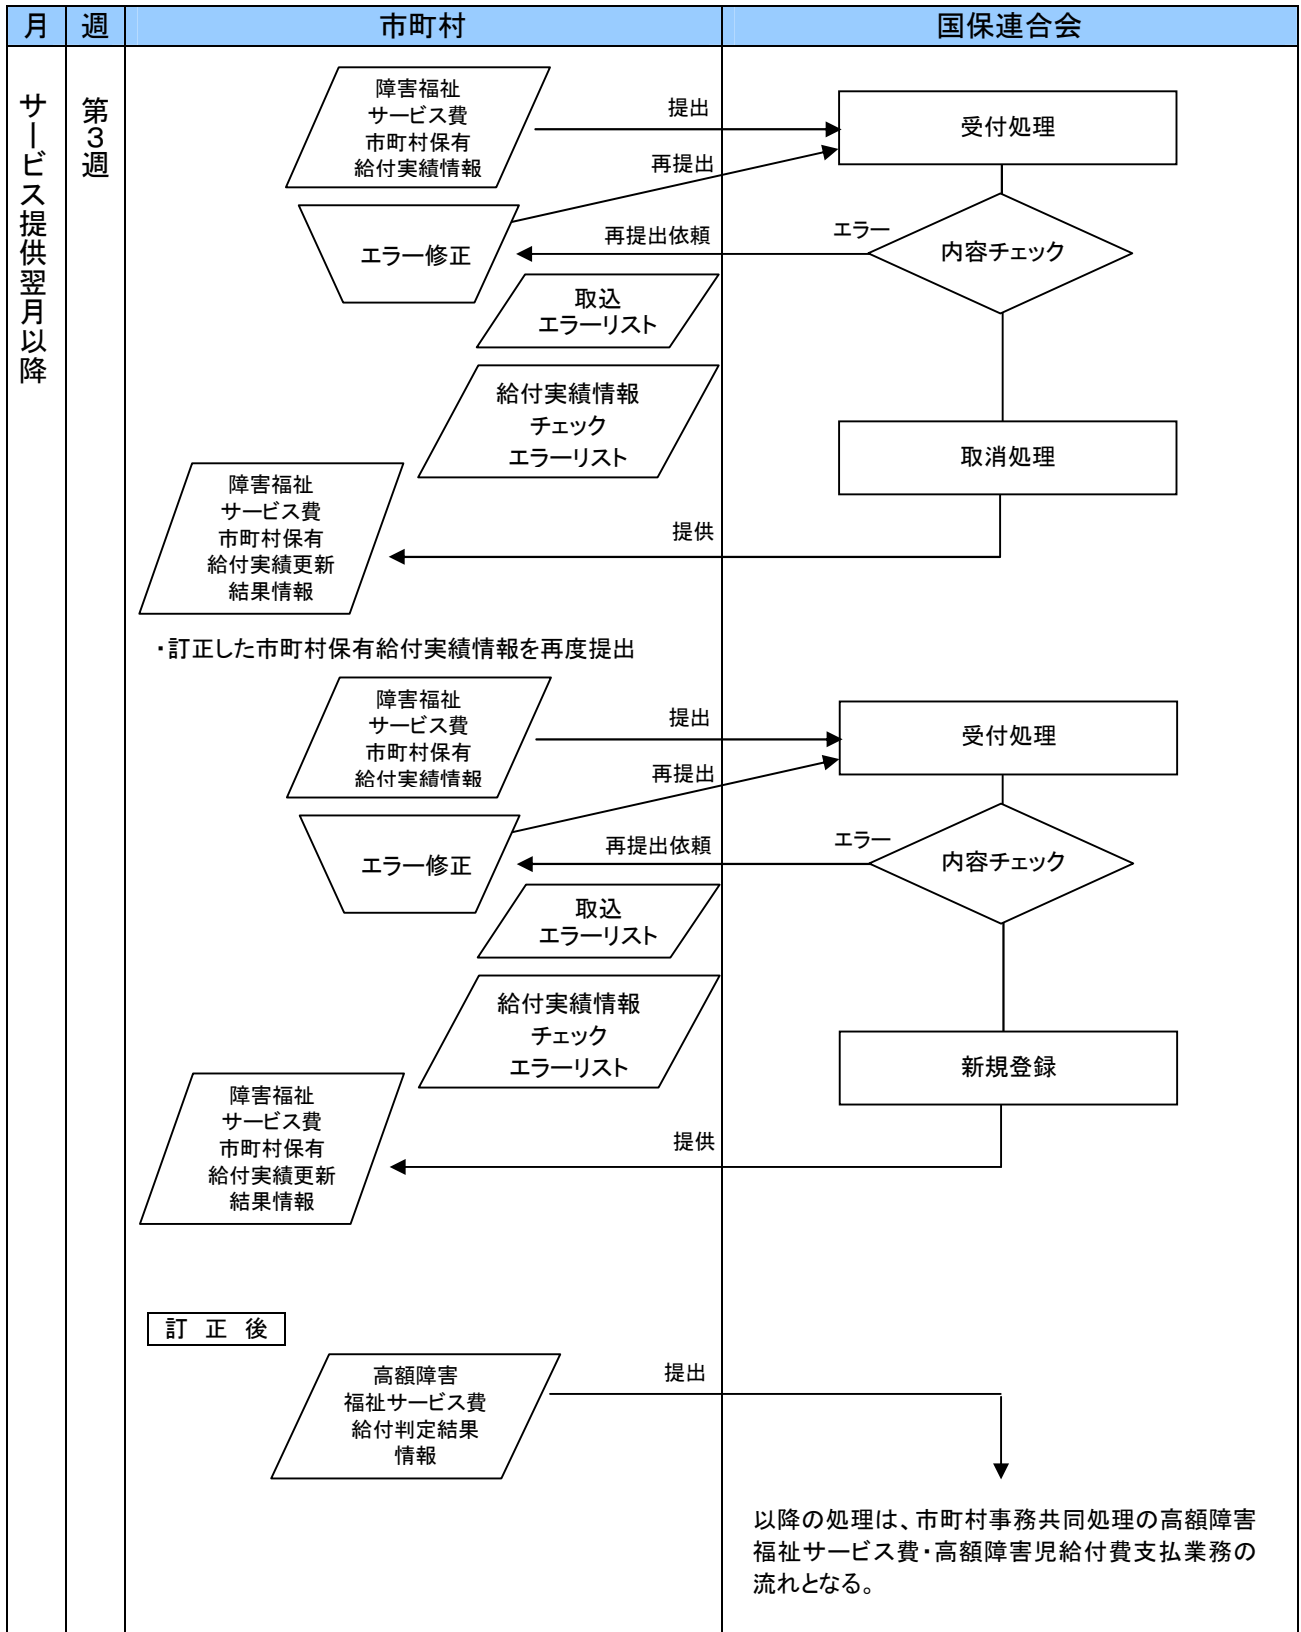 月 週 市町村 国保連合会
サービス提供翌月以降
第3週
障害福祉
サービス費
市町村保有
給付実績情報
提出
受付処理
再提出
エラー修正
再提出依頼
エラー
内容チェック
取込
エラーリスト
給付実績情報
チェック
エラーリスト
取消処理
障害福祉
サービス費
市町村保有
給付実績更新
結果情報
提供
・訂正した市町村保有給付実績情報を再度提出
障害福祉
サービス費
市町村保有
給付実績情報
提出
受付処理
再提出
エラー修正
再提出依頼
エラー
内容チェック
取込
エラーリスト
給付実績情報
チェック
エラーリスト
新規登録
障害福祉
サービス費
市町村保有
給付実績更新
結果情報
提供
訂 正 後
高額障害
福祉サービス費
給付判定結果
情報
提出
以降の処理は、市町村事務共同処理の高額障害
福祉サービス費・高額障害児給付費支払業務の
流れとなる。